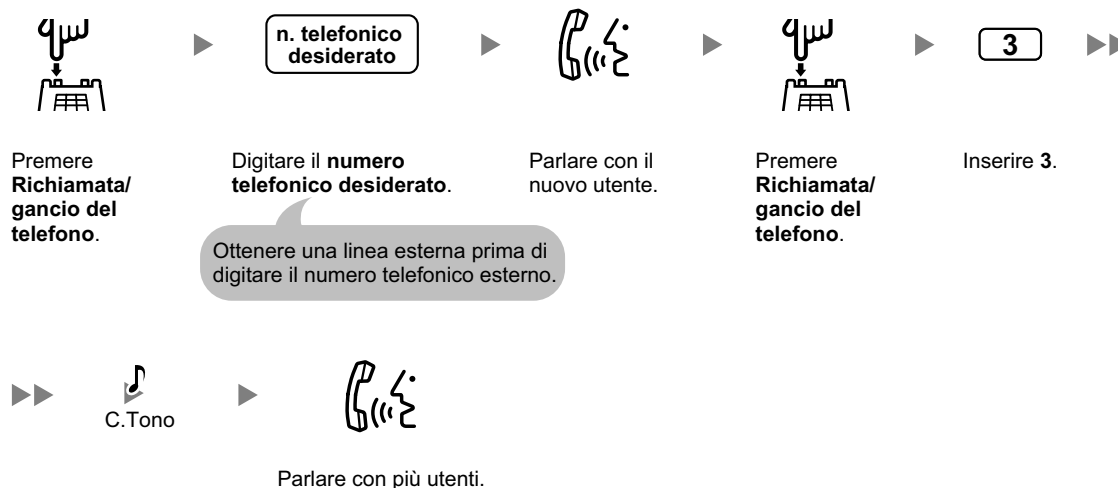 n. telefonico
desiderato
3
Premere
Richiamata/
gancio del
telefono.
Digitare il numero
telefonico desiderato.
Parlare con il
nuovo utente.
Premere
Richiamata/
gancio del
telefono.
Inserire 3.
Ottenere una linea esterna prima di
digitare il numero telefonico esterno.
C.Tono
Parlare con più utenti.